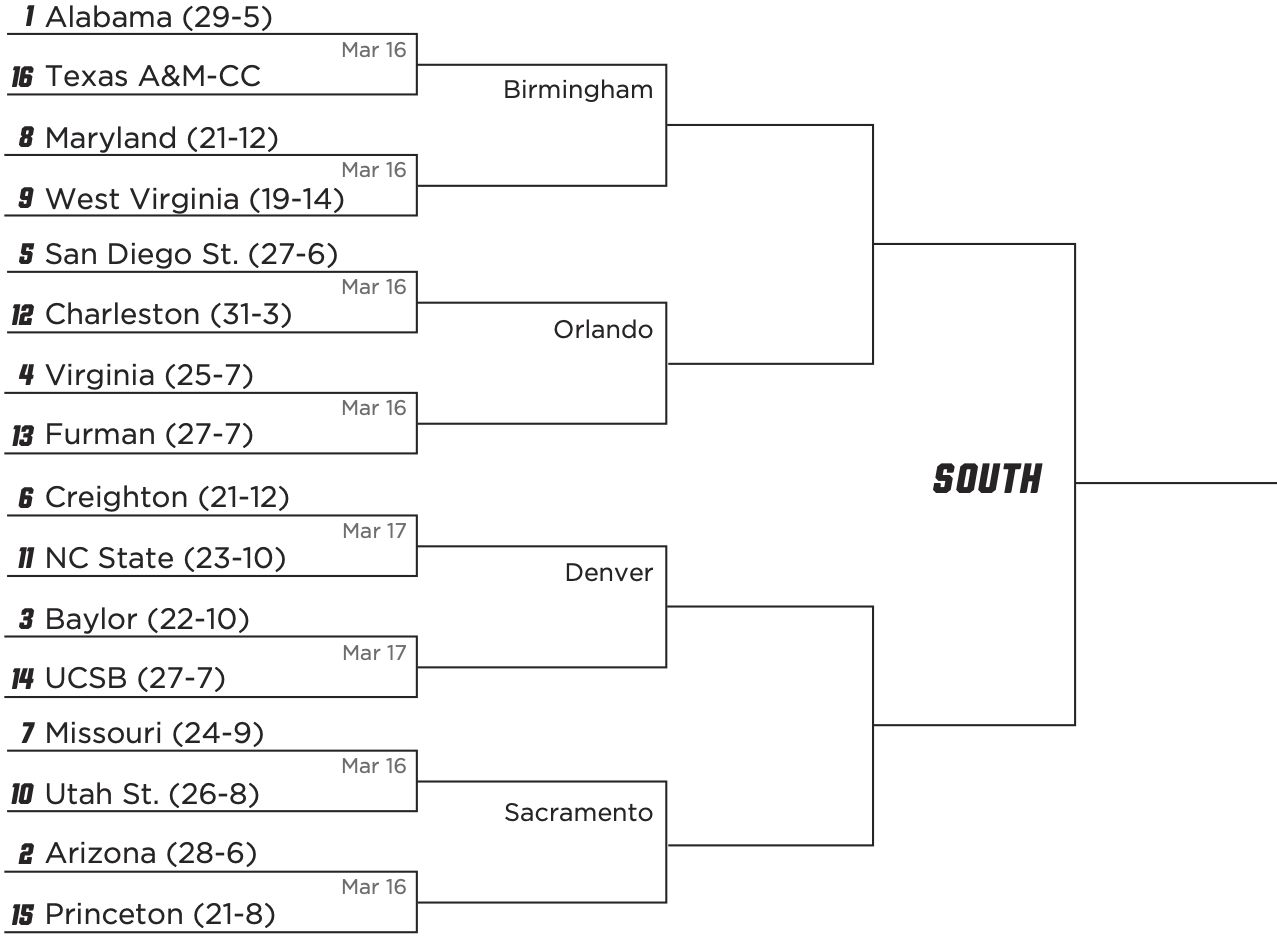 1 Alabama (29-5)
Mar 16
16 Texas A&M-CC
Birmingham
8 Maryland (21-12)
Mar 16
9 West Virginia (19-14)
5 San Diego St. (27-6)
Mar 16
12 Charleston (31-3)
Orlando
4 Virginia (25-7)
Mar 16
13 Furman (27-7)
SOUTH
6 Creighton (21-12)
Mar 17
11 NC State (23-10)
Denver
3 Baylor (22-10)
Mar 17
14 UCSB (27-7)
7 Missouri (24-9)
Mar 16
10 Utah St. (26-8)
Sacramento
2 Arizona (28-6)
Mar 16
15 Princeton (21-8)